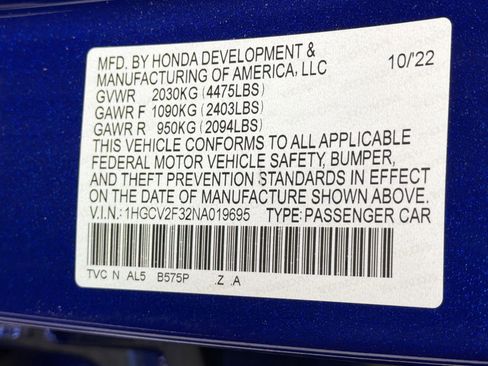 MFD. BY HONDA DEVELOPMENT & 10/'22
MANUFACTURING OF AMERICA, LLC
GVWR 2030KG (4475LBS)
GAWR F 1090KG (2403LBS)
GAWR R 950KG (2094LBS)
THIS VEHICLE CONFORMS TO ALL APPLICABLE
FEDERAL MOTOR VEHICLE SAFETY, BUMPER,
AND THEFT PREVENTION STANDARDS IN EFFECT
ON THE DATE OF MANUFACTURE SHOWN ABOVE.
V.I.N.: 1HGCV2F32NA019695 TYPE: PASSENGER CAR
TVC N AL5 B575P .Z .A